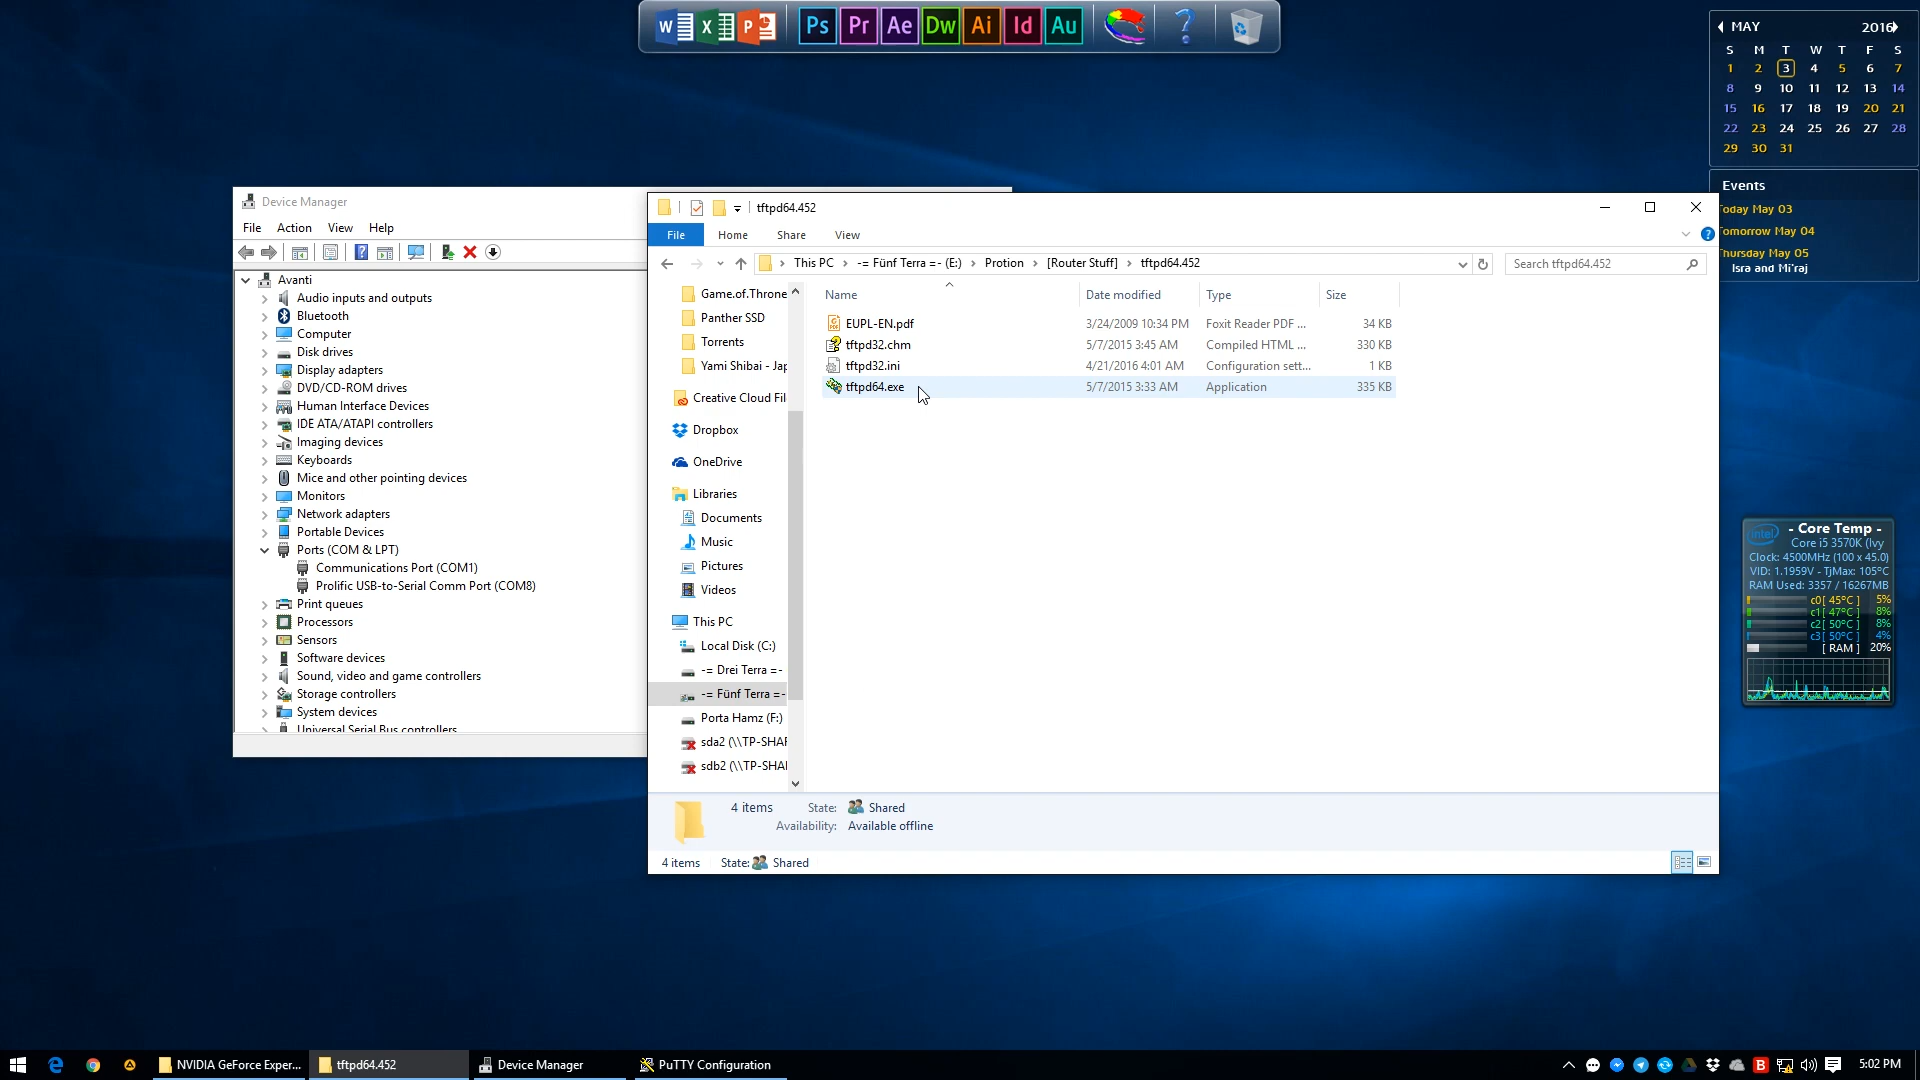 W X P Ps Pr Ae Dw Ai Id Au ?
MAY 2016
S M T W T F S
1 2 3 4 5 6 7
8 9 10 11 12 13 14
15 16 17 18 19 20 21
22 23 24 25 26 27 28
29 30 31
Events
Today May 03
Tomorrow May 04
Thursday May 05
Isra and Mi'raj
Device Manager
File Action View Help
Avanti
Audio inputs and outputs
Bluetooth
Computer
Disk drives
Display adapters
DVD/CD-ROM drives
Human Interface Devices
IDE ATA/ATAPI controllers
Imaging devices
Keyboards
Mice and other pointing devices
Monitors
Network adapters
Portable Devices
Ports (COM & LPT)
Communications Port (COM1)
Prolific USB-to-Serial Comm Port (COM8)
Print queues
Processors
Sensors
Software devices
Sound, video and game controllers
Storage controllers
System devices
Universal Serial Bus controllers
tftpd64.452
File Home Share View
This PC > -= Fünf Terra =- (E:) > Protion > [Router Stuff] > tftpd64.452
Search tftpd64.452
Game.of.Throne
Panther SSD
Torrents
Yami Shibai - Jap
Creative Cloud Fil
Dropbox
OneDrive
Libraries
Documents
Music
Pictures
Videos
This PC
Local Disk (C:)
-= Drei Terra =-
-= Fünf Terra =-
Porta Hamz (F:)
sda2 (\\TP-SHAR
sdb2 (\\TP-SHAR
Name Date modified Type Size
EUPL-EN.pdf 3/24/2009 10:34 PM Foxit Reader PDF ... 34 KB
tftpd32.chm 5/7/2015 3:45 AM Compiled HTML ... 330 KB
tftpd32.ini 4/21/2016 4:01 AM Configuration sett... 1 KB
tftpd64.exe 5/7/2015 3:33 AM Application 335 KB
4 items State: Shared
Availability: Available offline
4 items State: Shared
intel
- Core Temp -
Core i5 3570K (Ivy
Clock: 4500MHz (100 x 45.0)
VID: 1.1959V - TjMax: 105°C
RAM Used: 3357 / 16267MB
c0[ 45°C ] 5%
c1[ 47°C ] 8%
c2[ 50°C ] 8%
c3[ 50°C ] 4%
[ RAM ] 20%
NVIDIA GeForce Exper... tftpd64.452 Device Manager PuTTY Configuration B 5:02 PM